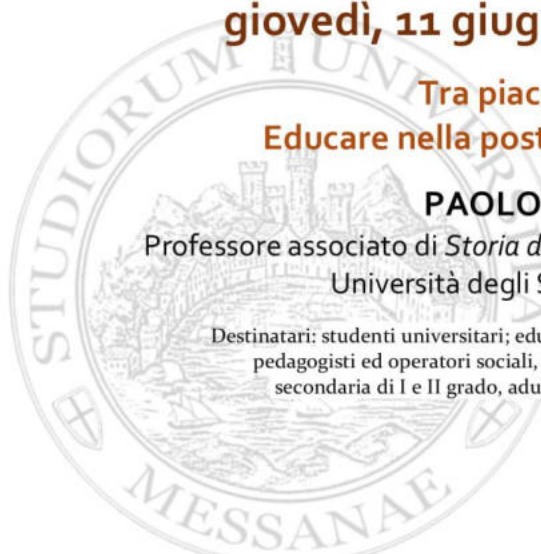 giovedì, 11 giug
Tra piac
Educare nella post
PAOLO
Professore associato di Storia d
Università degli S
Destinatari: studenti universitari; edu
pedagogisti ed operatori sociali,
secondaria di I e II grado, adu
STUDIORUM UNIVERSITAS
MESSANAE